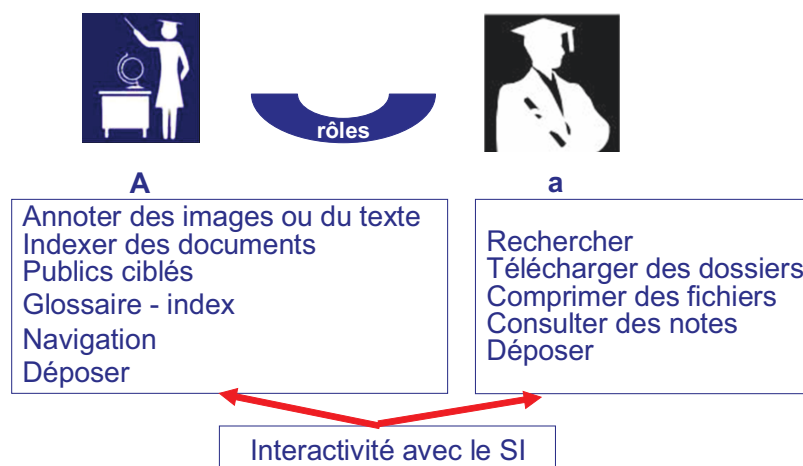 rôles
A
Annoter des images ou du texte
Indexer des documents
Publics ciblés
Glossaire - index
Navigation
Déposer
a
Rechercher
Télécharger des dossiers
Comprimer des fichiers
Consulter des notes
Déposer
Interactivité avec le SI